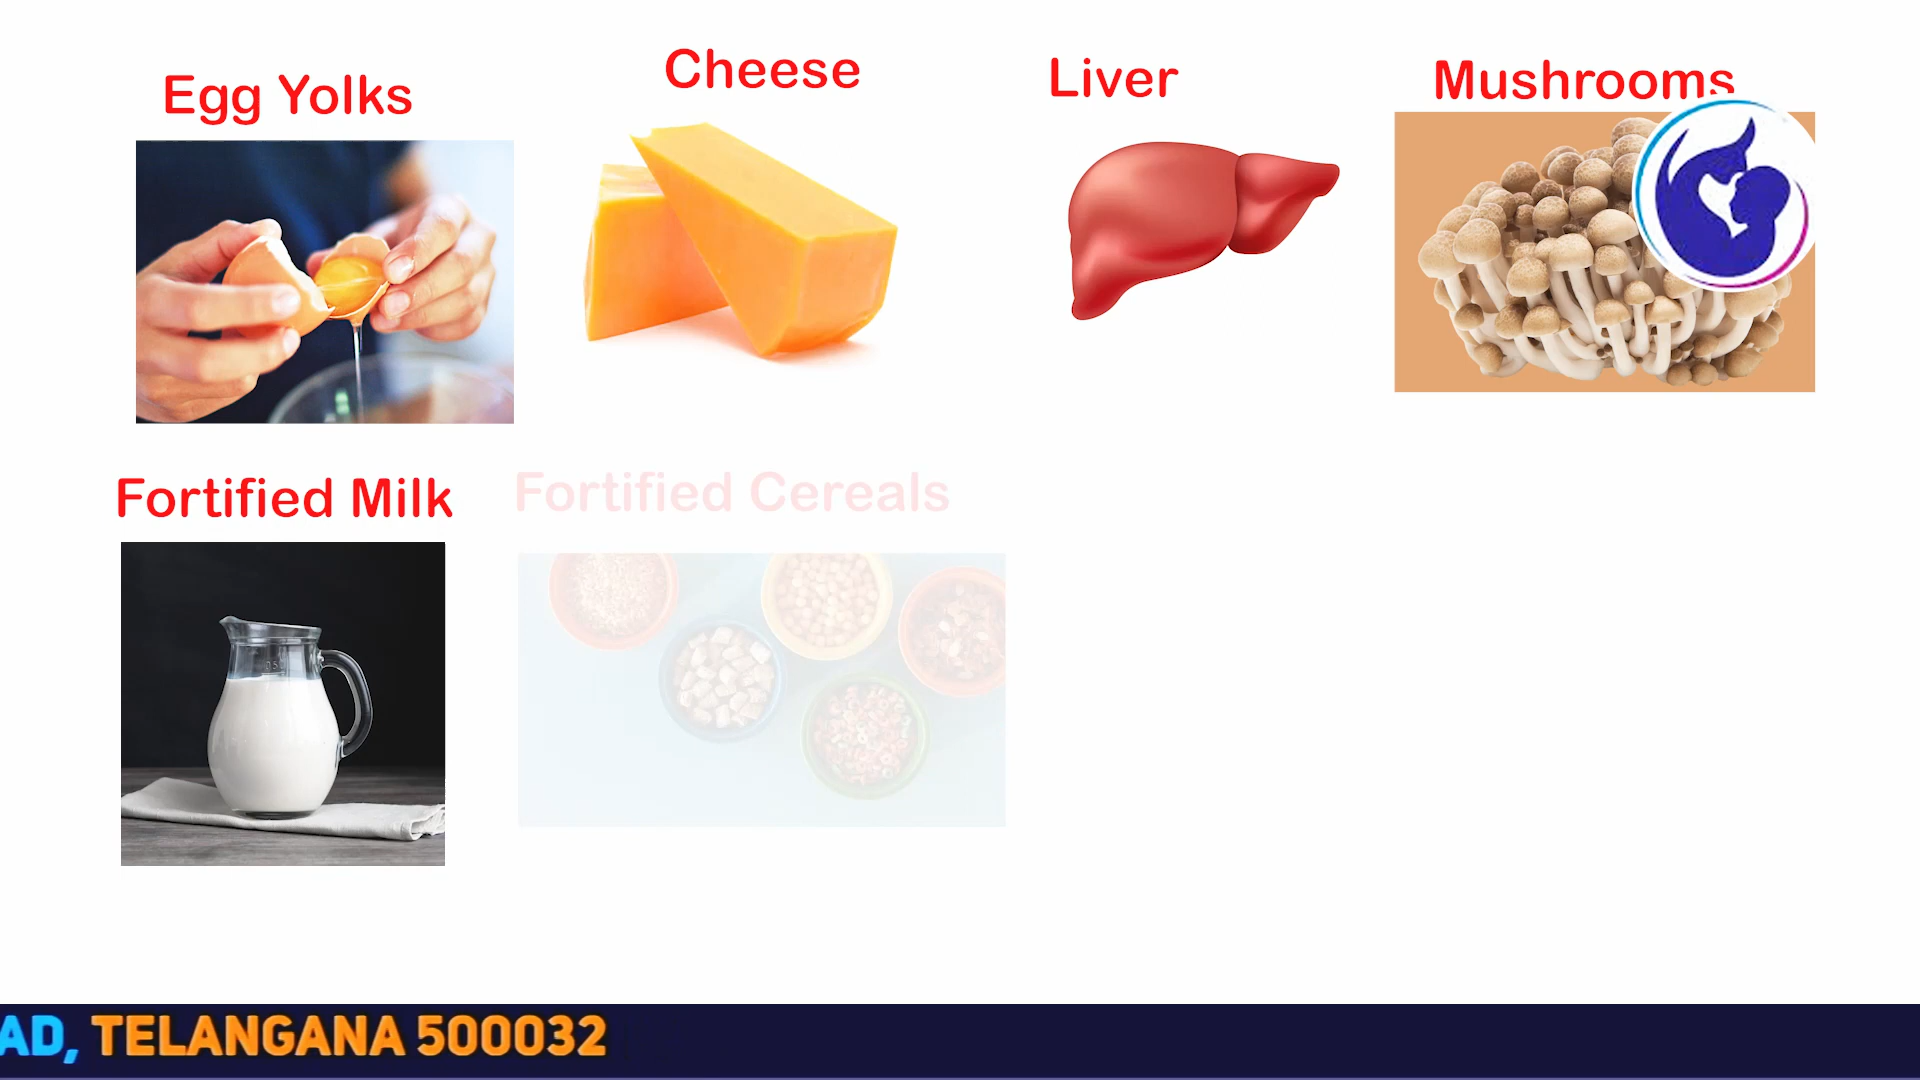 Egg Yolks
Cheese
Liver
Mushrooms
Fortified Milk
Fortified Cereals
AD, TELANGANA 500032